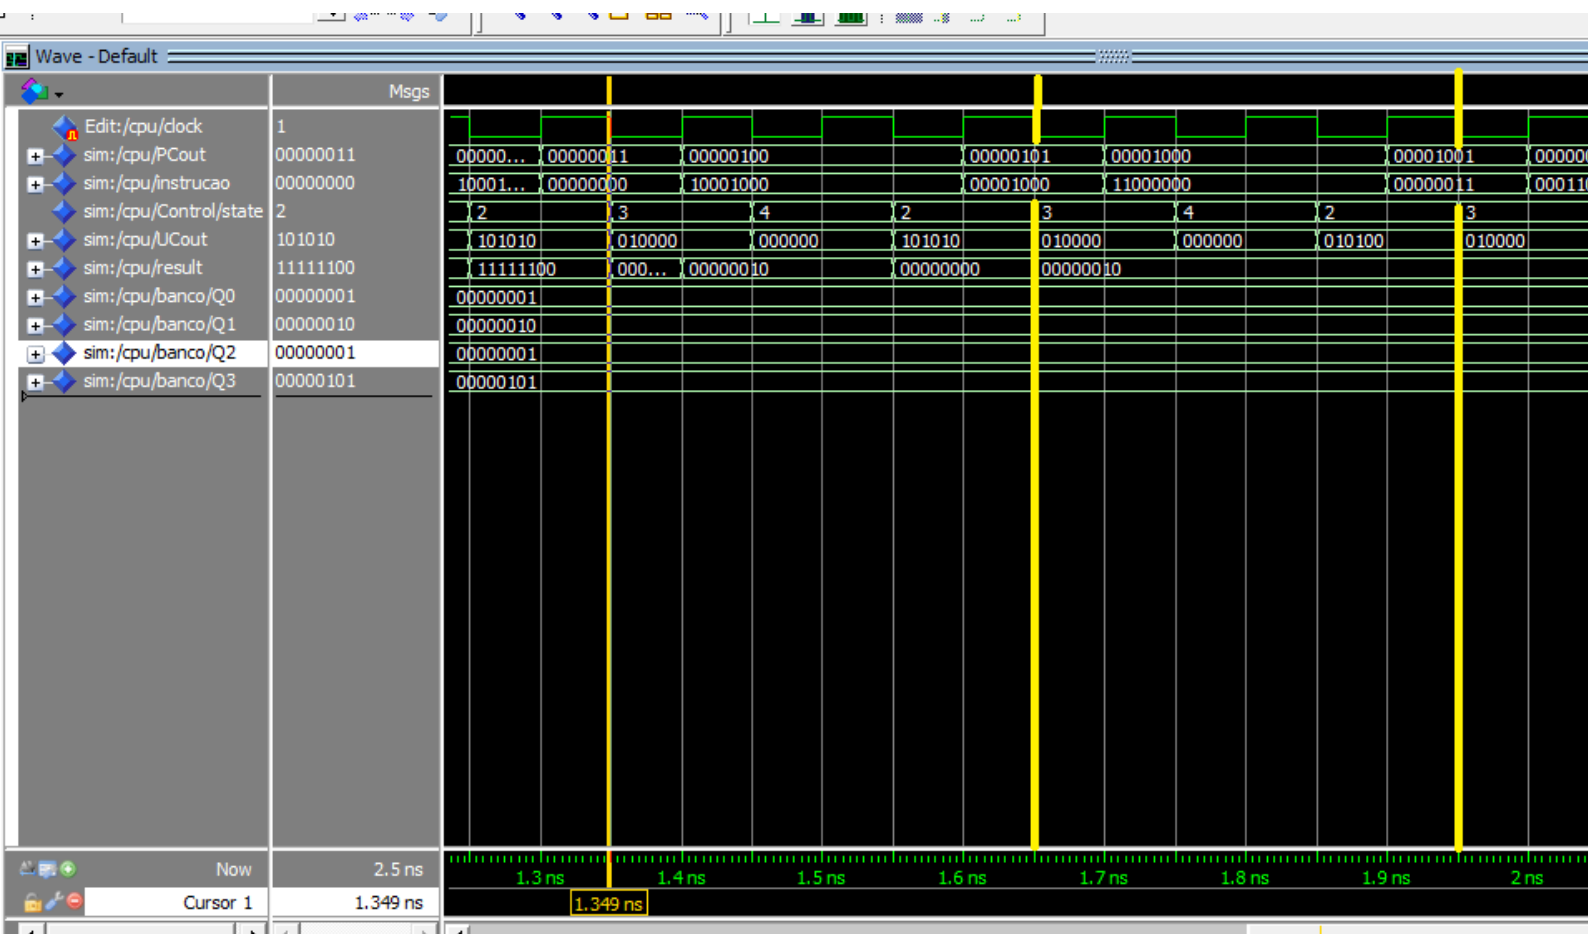 Wave - Default
Msgs
Edit:/cpu/clock 1
sim:/cpu/PCout 00000011 00000... 00000011 00000100 00000101 00001000 00001001 000000
sim:/cpu/instrucao 00000000 10001... 00000000 10001000 00001000 11000000 00000011 000110
sim:/cpu/Control/state 2 2 3 4 2 3 4 2 3
sim:/cpu/UCout 101010 101010 010000 000000 101010 010000 000000 010100 010000
sim:/cpu/result 11111100 11111100 000... 00000010 00000000 00000010
sim:/cpu/banco/Q0 00000001 00000001
sim:/cpu/banco/Q1 00000010 00000010
sim:/cpu/banco/Q2 00000001 00000001
sim:/cpu/banco/Q3 00000101 00000101
Now 2.5 ns 1.3 ns 1.4 ns 1.5 ns 1.6 ns 1.7 ns 1.8 ns 1.9 ns 2 ns
Cursor 1 1.349 ns 1.349 ns